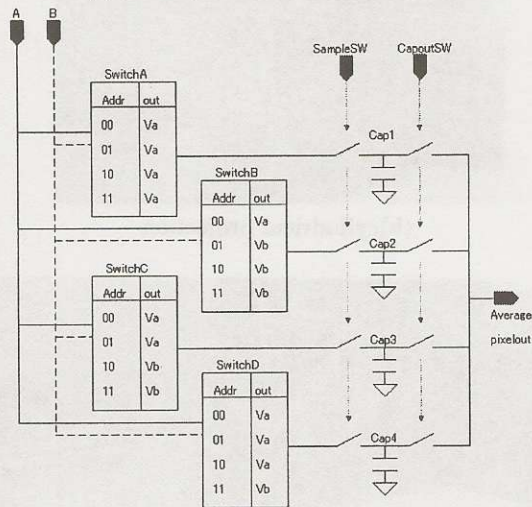 A B
SampleSW CapoutSW
SwitchA
Addr out
00 Va
01 Va
10 Va
11 Va
Cap1
SwitchB
Addr out
00 Va
01 Vb
10 Vb
11 Vb
Cap2
SwitchC
Addr out
00 Va
01 Va
10 Vb
11 Vb
Cap3
Average
pixelout
SwitchD
Addr out
00 Va
01 Va
10 Va
11 Vb
Cap4